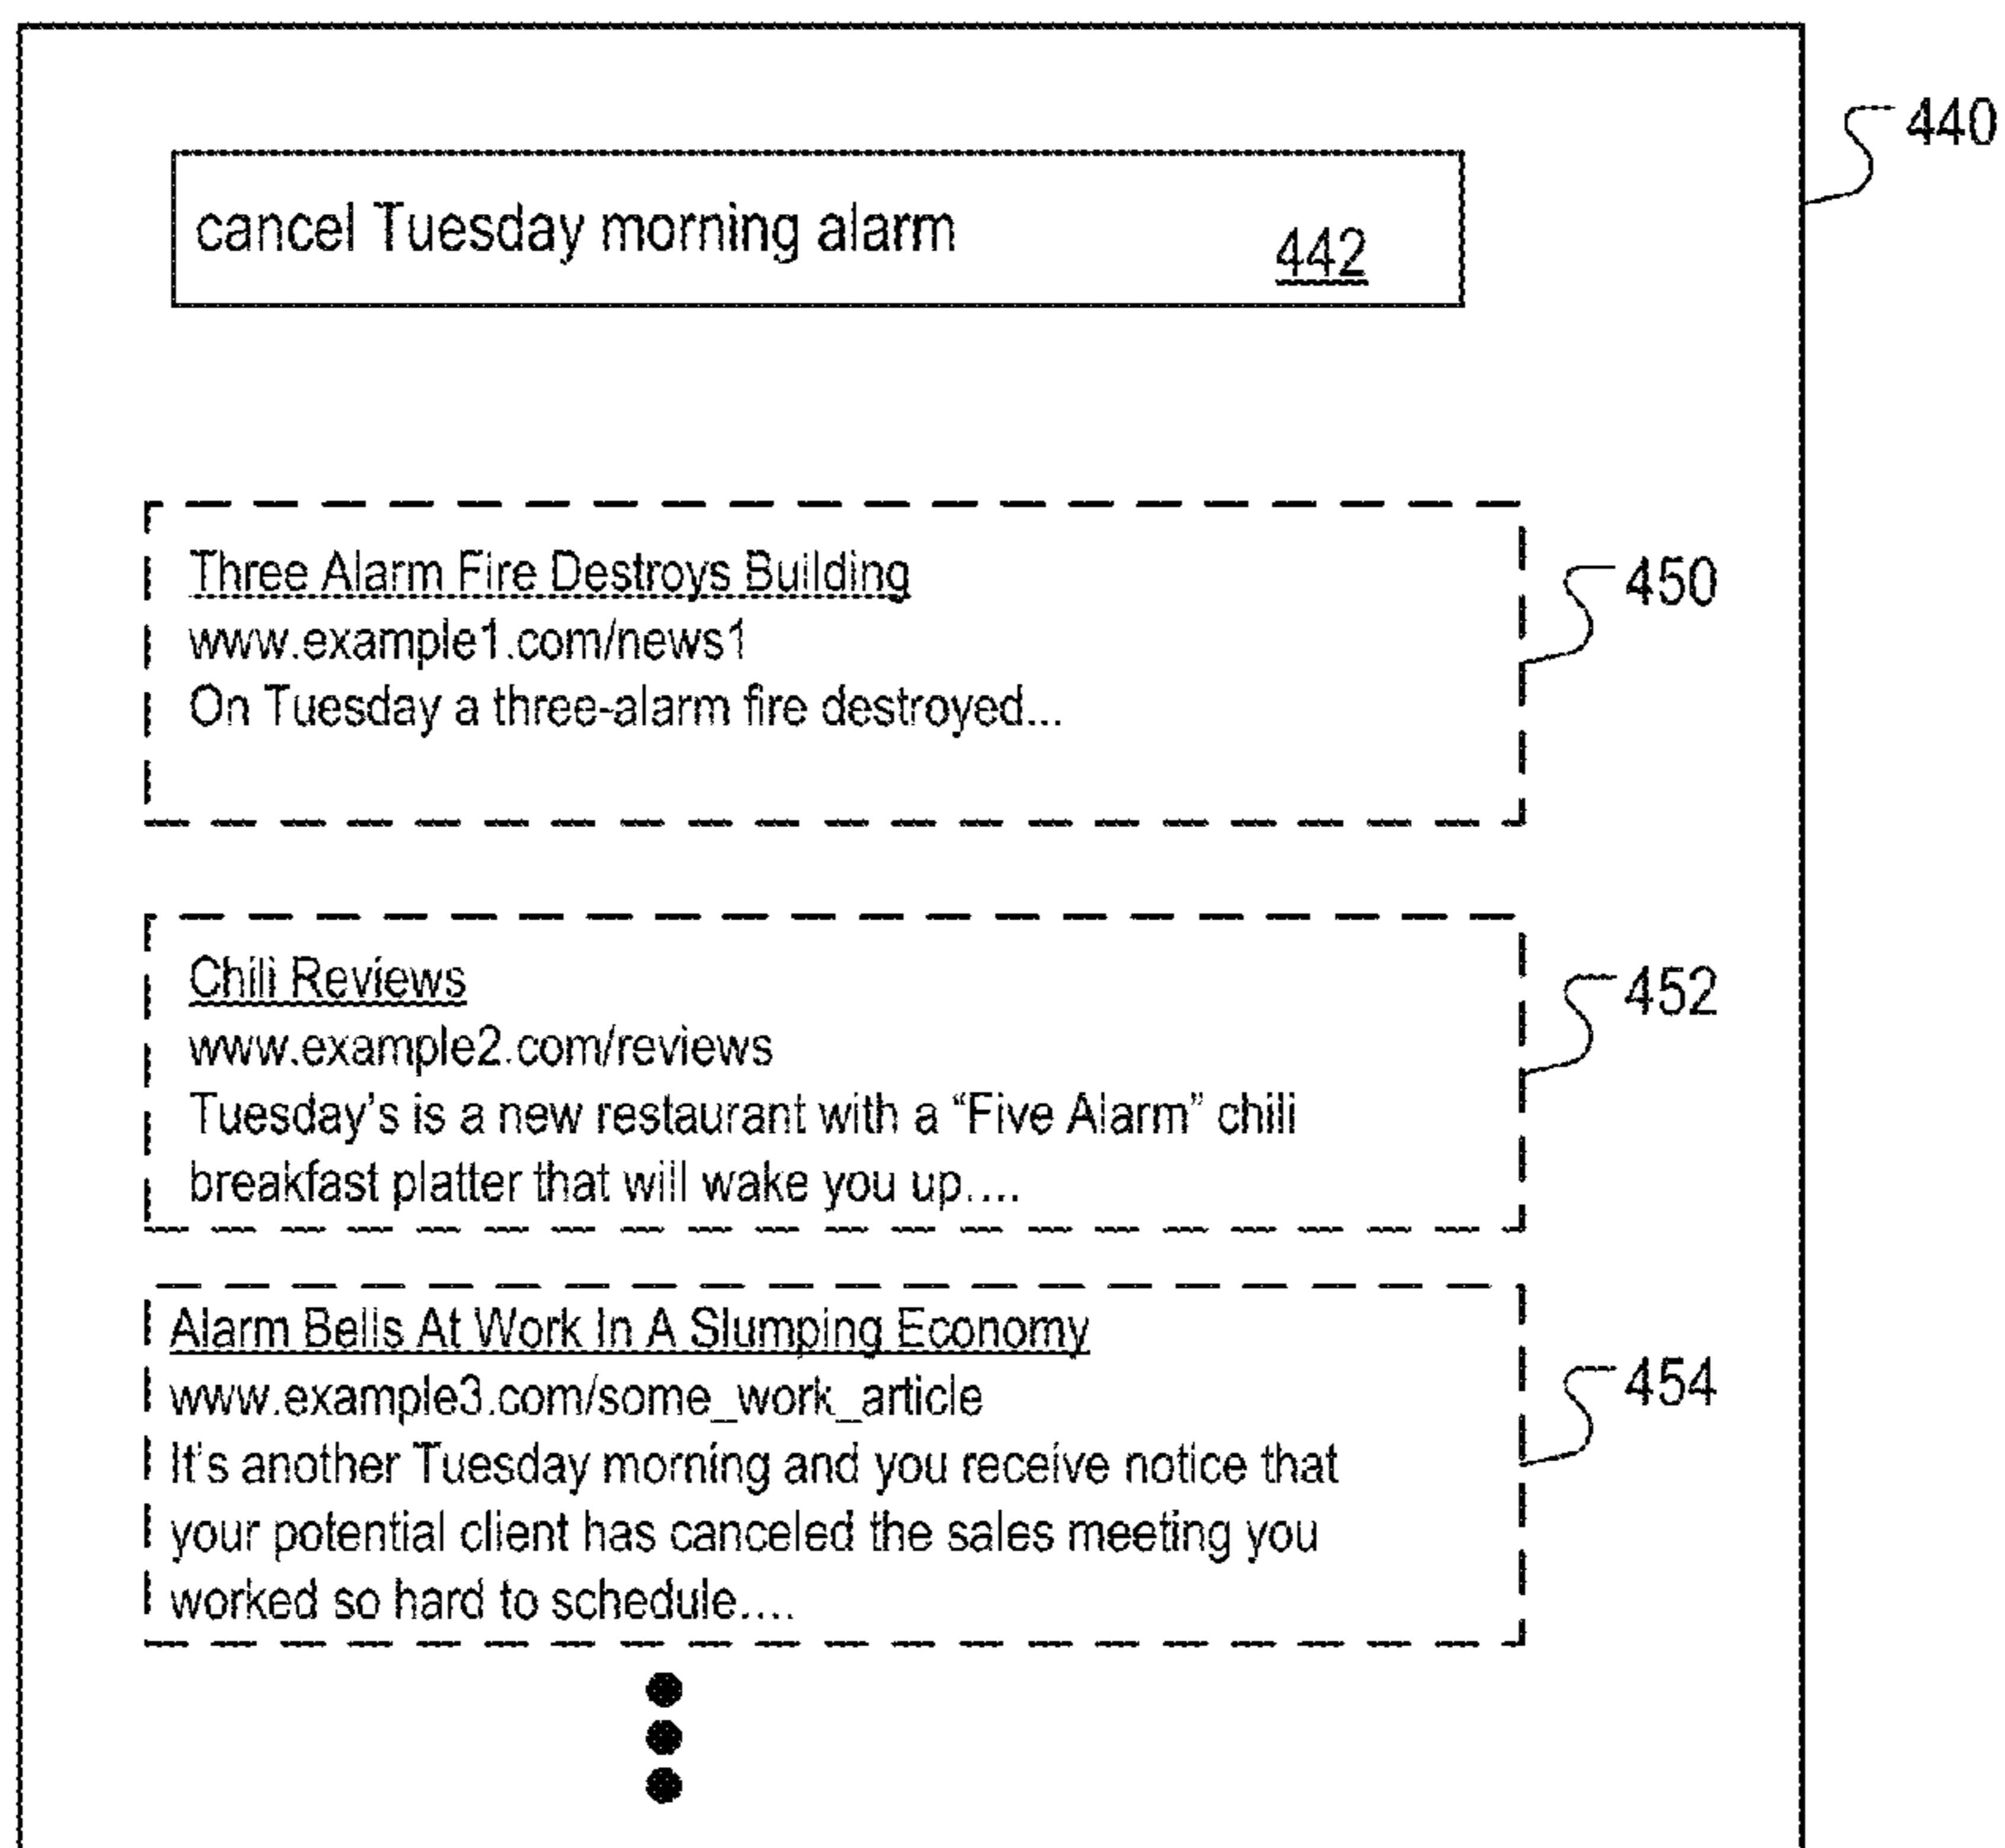 440
cancel Tuesday morning alarm 442
Three Alarm Fire Destroys Building
www.example1.com/news1
On Tuesday a three-alarm fire destroyed...
450
Chili Reviews
www.example2.com/reviews
Tuesday's is a new restaurant with a “Five Alarm” chili
breakfast platter that will wake you up....
452
Alarm Bells At Work In A Slumping Economy
www.example3.com/some_work_article
It's another Tuesday morning and you receive notice that
your potential client has canceled the sales meeting you
worked so hard to schedule....
454